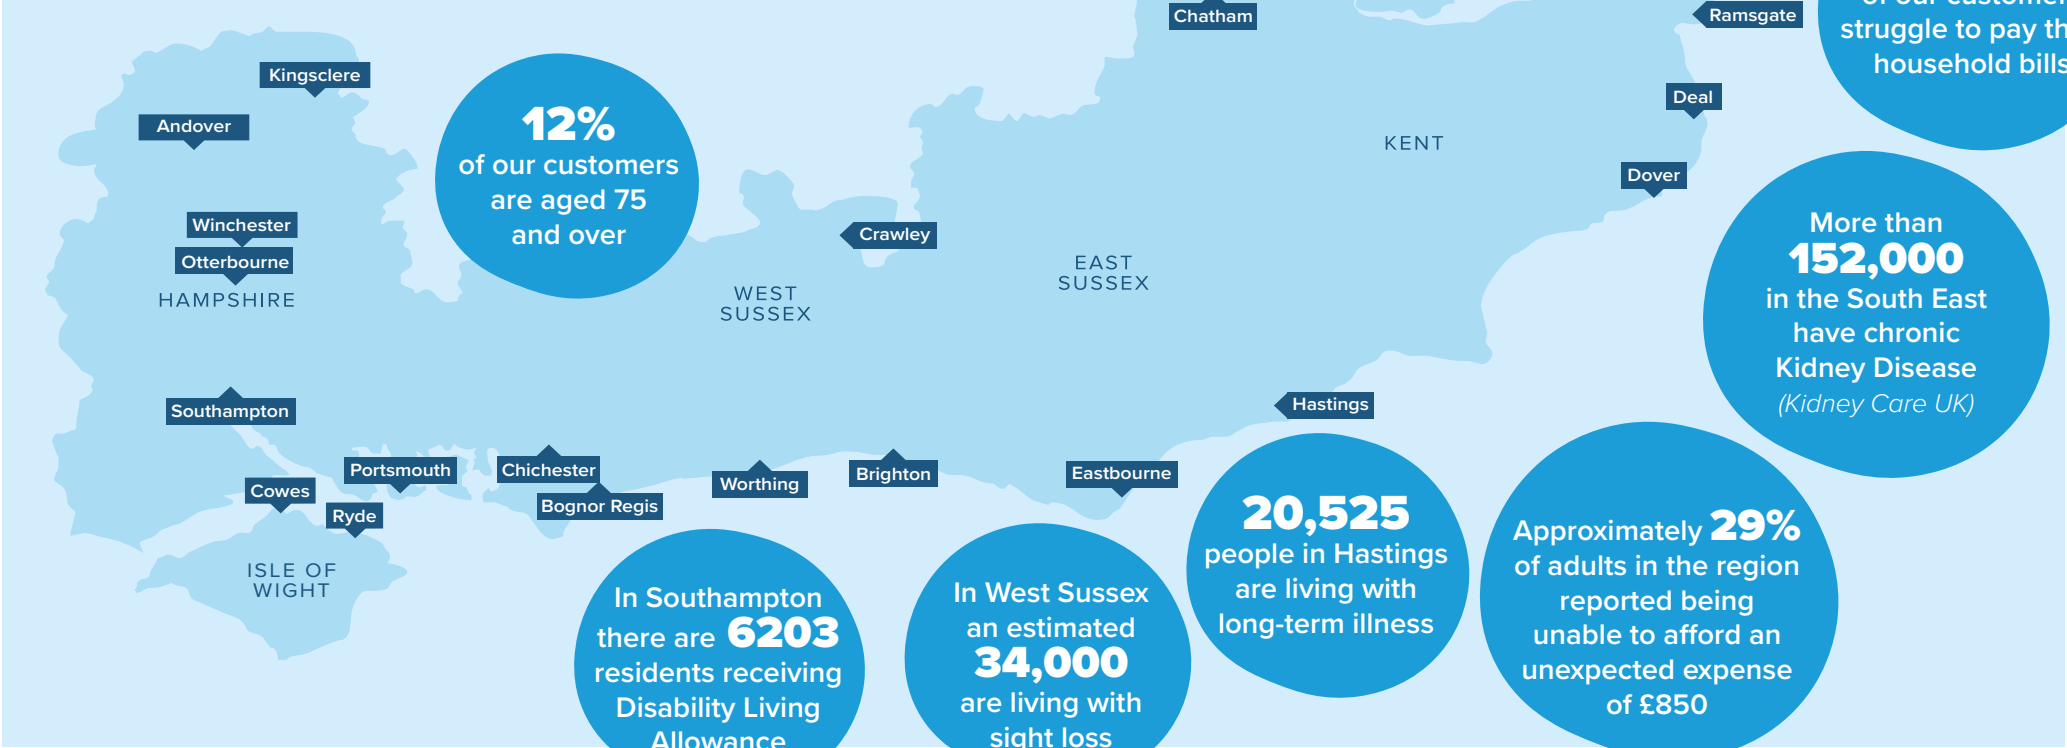 Chatham
Ramsgate
of our customers
struggle to pay th
household bills
Kingsclere
Andover
12%
of our customers
are aged 75
and over
Deal
KENT
Dover
Winchester
Otterbourne
HAMPSHIRE
Crawley
WEST
SUSSEX
EAST
SUSSEX
More than
152,000
in the South East
have chronic
Kidney Disease
(Kidney Care UK)
Southampton
Hastings
Portsmouth
Chichester
Worthing
Brighton
Eastbourne
Cowes
Ryde
Bognor Regis
ISLE OF
WIGHT
In Southampton
there are 6203
residents receiving
Disability Living
Allowance
In West Sussex
an estimated
34,000
are living with
sight loss
20,525
people in Hastings
are living with
long-term illness
Approximately 29%
of adults in the region
reported being
unable to afford an
unexpected expense
of £850